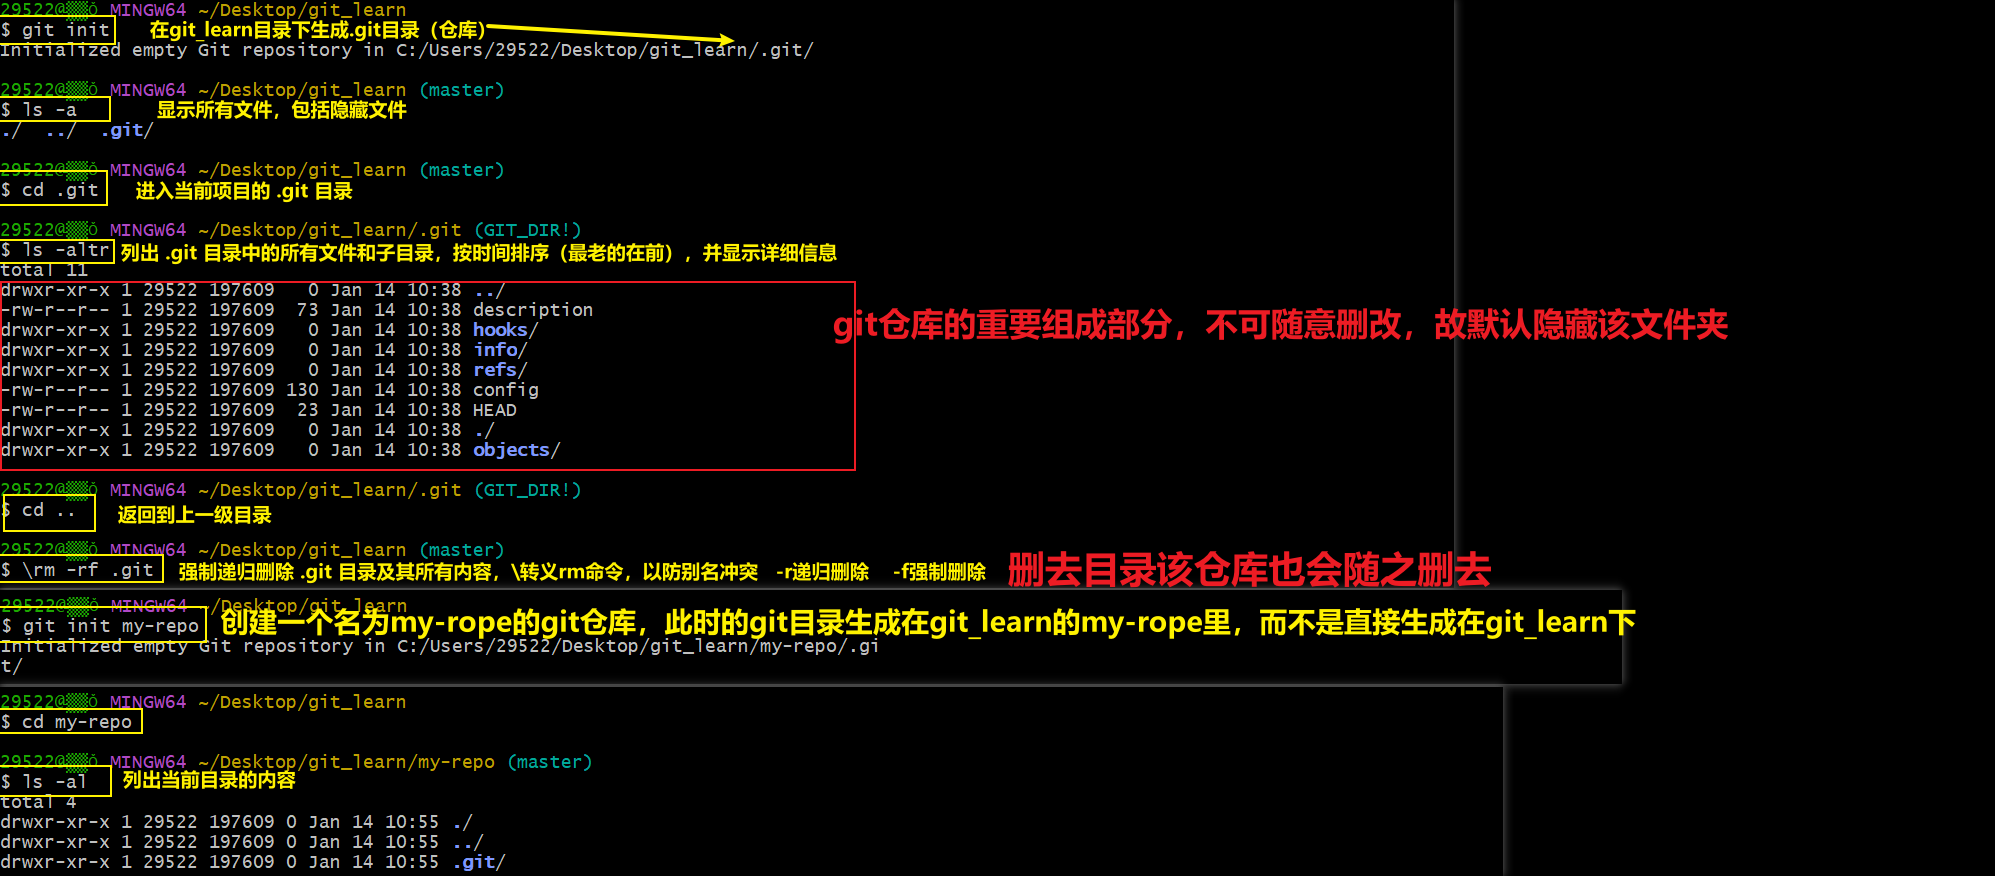 29522@ MINGW64 ~/Desktop/git_learn
$ git init 在git_learn目录下生成.git目录（仓库）
Initialized empty Git repository in C:/Users/29522/Desktop/git_learn/.git/
29522@ MINGW64 ~/Desktop/git_learn (master)
$ ls -a 显示所有文件，包括隐藏文件
./ ../ .git/
29522@ MINGW64 ~/Desktop/git_learn (master)
$ cd .git 进入当前项目的 .git 目录
29522@ MINGW64 ~/Desktop/git_learn/.git (GIT_DIR!)
$ ls -altr 列出 .git 目录中的所有文件和子目录，按时间排序（最老的在前），并显示详细信息
total 11
drwxr-xr-x 1 29522 197609 0 Jan 14 10:38 ../
-rw-r--r-- 1 29522 197609 73 Jan 14 10:38 description
drwxr-xr-x 1 29522 197609 0 Jan 14 10:38 hooks/
git仓库的重要组成部分，不可随意删改，故默认隐藏该文件夹
drwxr-xr-x 1 29522 197609 0 Jan 14 10:38 info/
drwxr-xr-x 1 29522 197609 0 Jan 14 10:38 refs/
-rw-r--r-- 1 29522 197609 130 Jan 14 10:38 config
-rw-r--r-- 1 29522 197609 23 Jan 14 10:38 HEAD
drwxr-xr-x 1 29522 197609 0 Jan 14 10:38 ./
drwxr-xr-x 1 29522 197609 0 Jan 14 10:38 objects/
29522@ MINGW64 ~/Desktop/git_learn/.git (GIT_DIR!)
$ cd .. 返回到上一级目录
29522@ MINGW64 ~/Desktop/git_learn (master)
$ \rm -rf .git 强制递归删除 .git 目录及其所有内容，\转义rm命令，以防别名冲突 -r递归删除 -f强制删除 删去目录该仓库也会随之删去
29522@ MINGW64 ~/Desktop/git_learn
$ git init my-repo 创建一个名为my-rope的git仓库，此时的git目录生成在git_learn的my-rope里，而不是直接生成在git_learn下
Initialized empty Git repository in C:/Users/29522/Desktop/git_learn/my-repo/.gi
t/
29522@ MINGW64 ~/Desktop/git_learn
$ cd my-repo
29522@ MINGW64 ~/Desktop/git_learn/my-repo (master)
$ ls -al 列出当前目录的内容
total 4
drwxr-xr-x 1 29522 197609 0 Jan 14 10:55 ./
drwxr-xr-x 1 29522 197609 0 Jan 14 10:55 ../
drwxr-xr-x 1 29522 197609 0 Jan 14 10:55 .git/